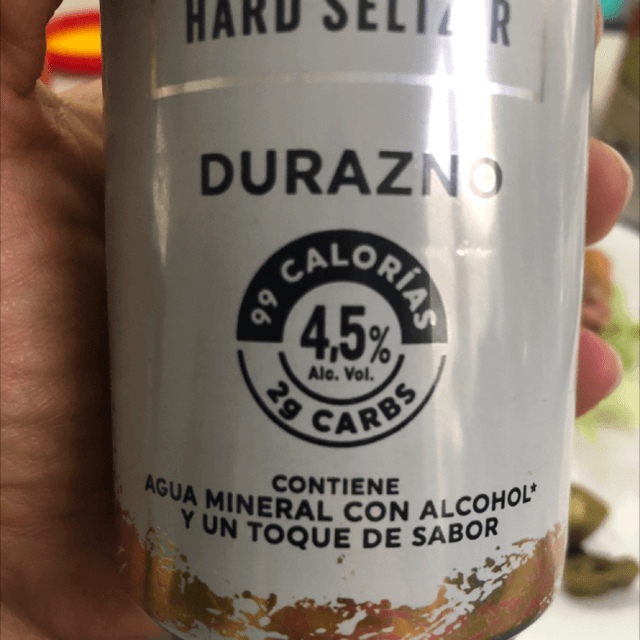 HARD SELTZER
DURAZNO
99 CALORÍAS
4,5%
Alc. Vol.
2g CARBS
CONTIENE
AGUA MINERAL CON ALCOHOL*
Y UN TOQUE DE SABOR